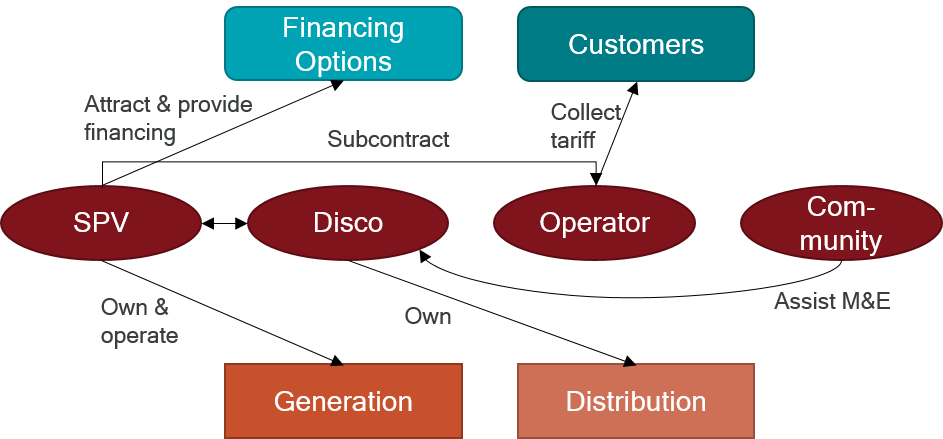 Financing
Options
Customers
Attract & provide
financing
Collect
tariff
Subcontract
SPV
Disco
Operator
Com-
munity
Own &
operate
Own
Assist M&E
Generation
Distribution